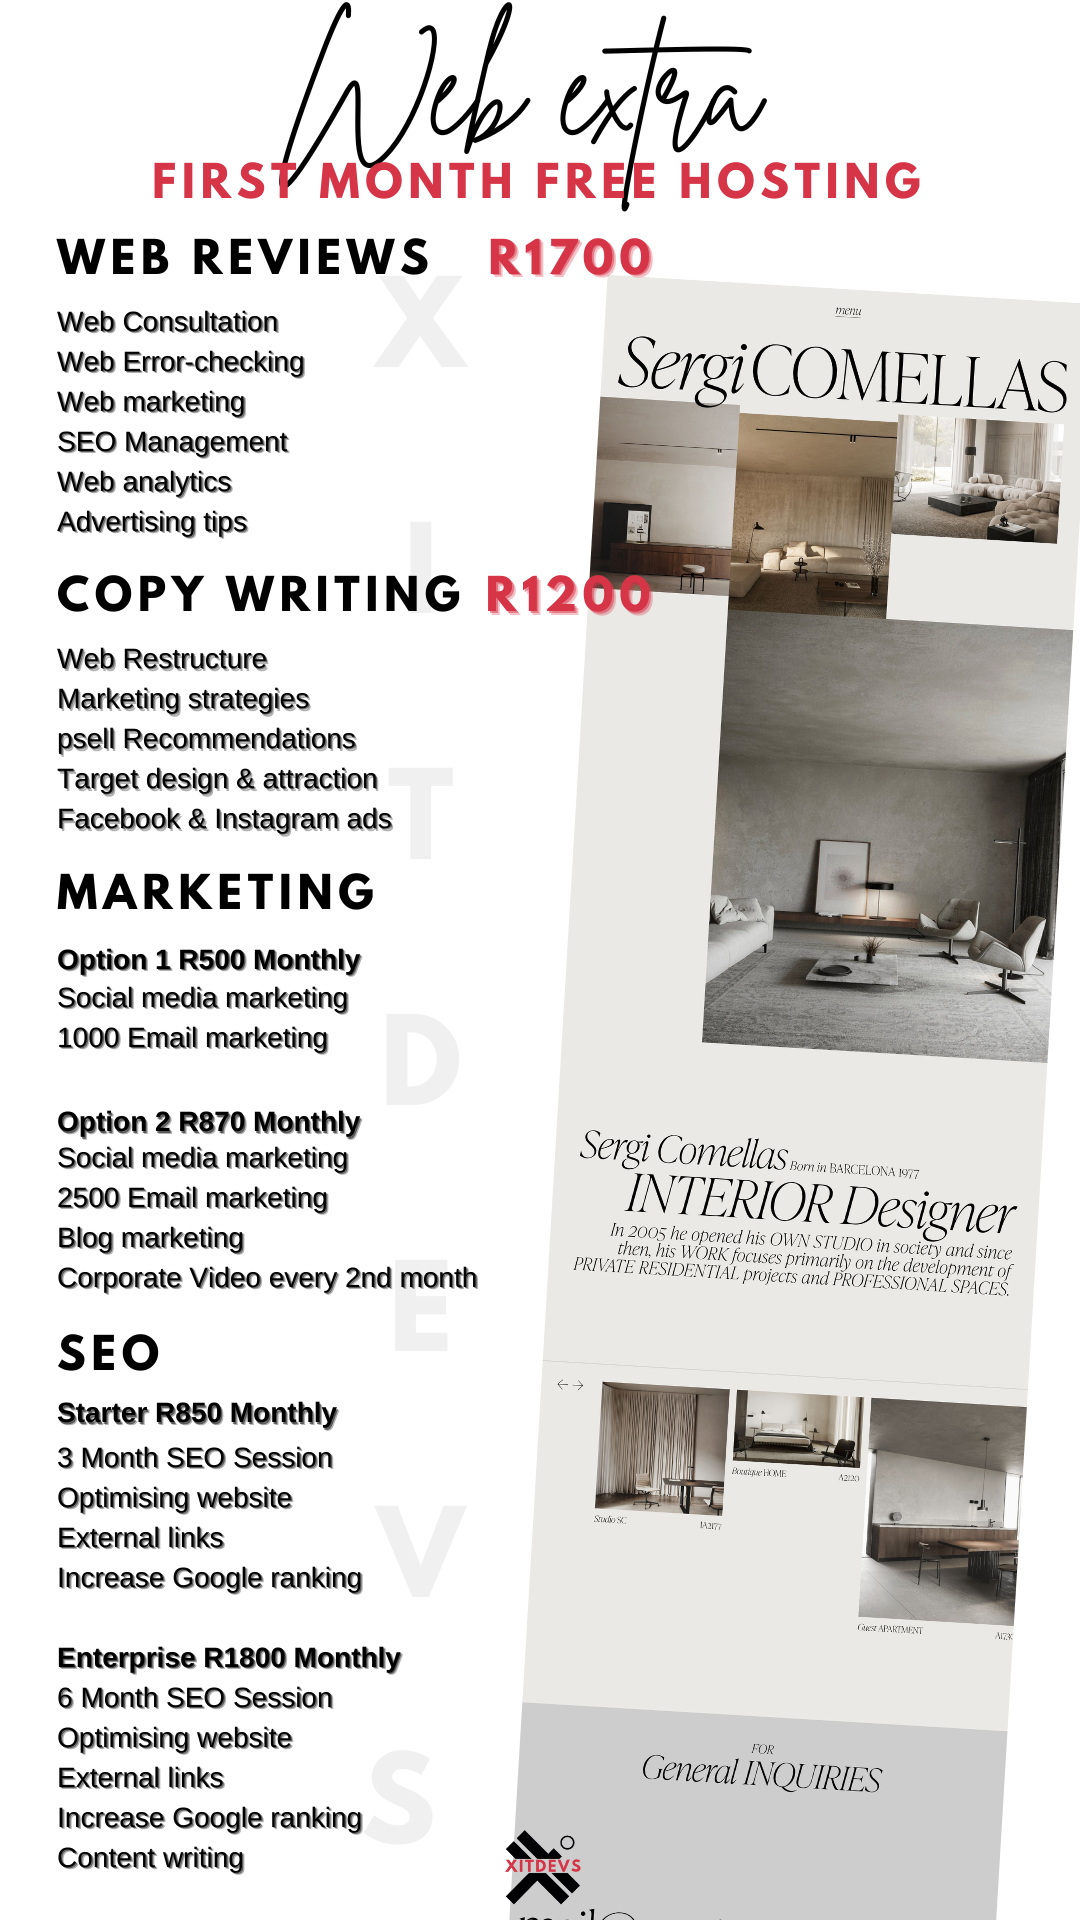 Web extra
FIRST MONTH FREE HOSTING
WEB REVIEWS R1700
Web Consultation
Web Error-checking
Web marketing
SEO Management
Web analytics
Advertising tips
COPY WRITING R1200
Web Restructure
Marketing strategies
psell Recommendations
Target design & attraction
Facebook & Instagram ads
MARKETING
Option 1 R500 Monthly
Social media marketing
1000 Email marketing
Option 2 R870 Monthly
Social media marketing
2500 Email marketing
Blog marketing
Corporate Video every 2nd month
SEO
Starter R850 Monthly
3 Month SEO Session
Optimising website
External links
Increase Google ranking
Enterprise R1800 Monthly
6 Month SEO Session
Optimising website
External links
Increase Google ranking
Content writing
X
I
T
D
E
V
S
menu
Sergi COMELLAS
Sergi Comellas Born in BARCELONA 1977
INTERIOR Designer
In 2005 he opened his OWN STUDIO in society and since
then, his WORK focuses primarily on the development of
PRIVATE RESIDENTIAL projects and PROFESSIONAL SPACES.
Studio SC
Boutique HOME A2120
Guest APARTMENT
FOR
General INQUIRIES
XITDEVS